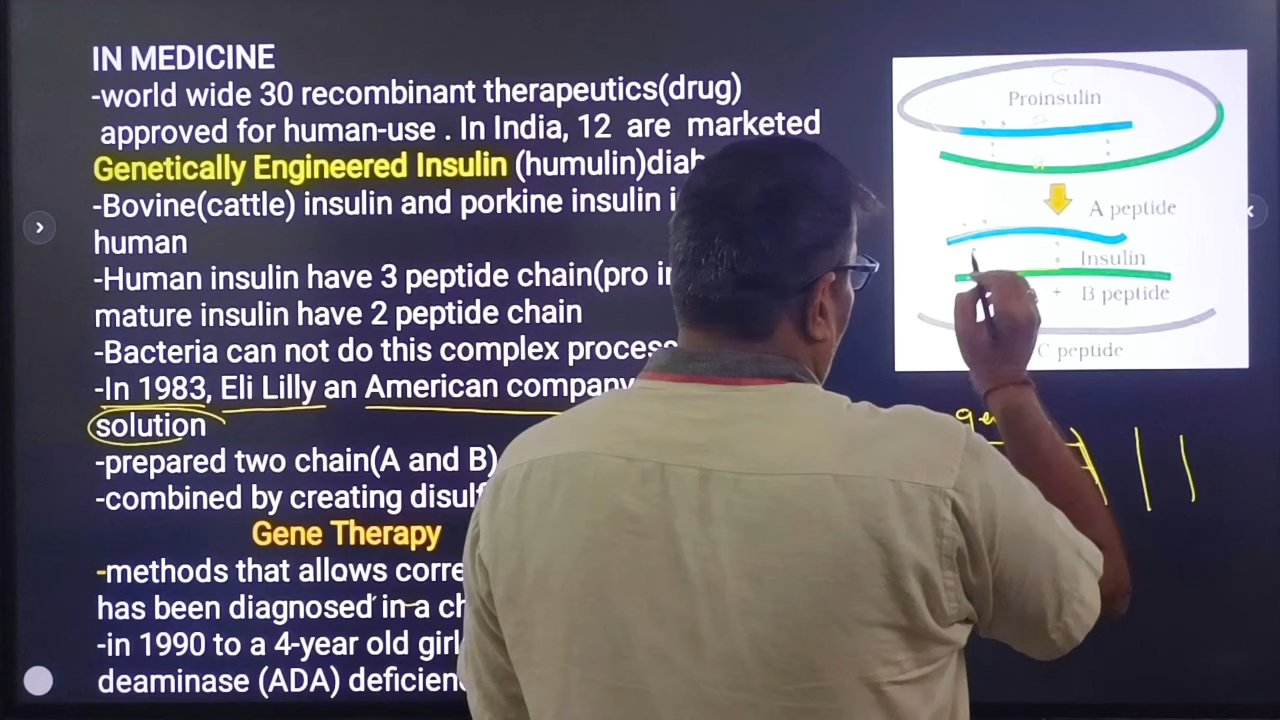 IN MEDICINE
-world wide 30 recombinant therapeutics(drug)
approved for human-use . In India, 12 are marketed
Genetically Engineered Insulin (humulin)diab
-Bovine(cattle) insulin and porkine insulin i
human
-Human insulin have 3 peptide chain(pro in
mature insulin have 2 peptide chain
-Bacteria can not do this complex process
-In 1983, Eli Lilly an American company
solution
-prepared two chain(A and B)
-combined by creating disulf
Gene Therapy
-methods that allows corre
has been diagnosed in a ch
-in 1990 to a 4-year old girl
deaminase (ADA) deficien
C
Proinsulin
A peptide
Insulin
+ B peptide
C peptide
ge